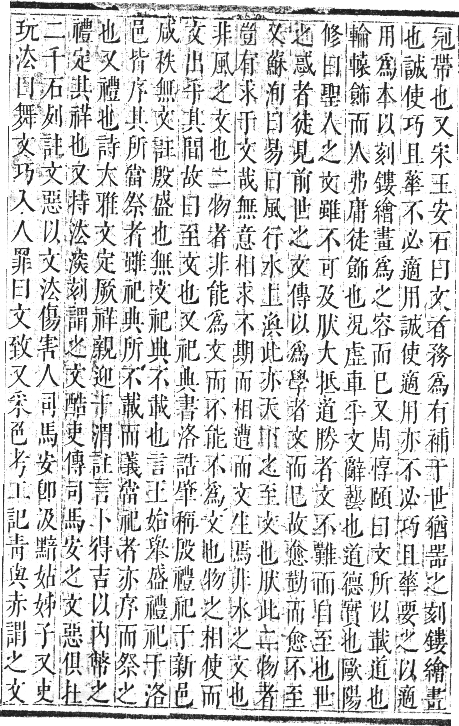 冠帶也又宋王安石曰文者務爲有補于世猶器之刻鏤繪畫
也誠使巧且華不必適用誠使適用亦不必巧且華要之以適
用爲本以刻鏤繪畫爲之容而已又周惇頤曰文所以載道也
輪轅飾而人弗庸徒飾也況虛車乎文辭藝也道德實也歐陽
修曰聖人之文雖不可及肰大抵道勝者文不難而自至也世
之惑者徒見前世之文傳以爲學者文而已故愈勤而愈不至
又蘇洵曰昜曰風行水上渙此亦天下之至文也肰此二物者
豈有求于文哉無意相求不期而相遭而文生焉非水之文也
非風之文也二物者非能爲文而不能不爲文也物之相使而
文出乎其閒故曰至文也又祀典書洛誥肇稱殷禮祀于新邑
咸秩無文註殷盛也無文祀典不載也言王始舉盛禮祀于洛
邑皆序其所當祭者雖祀典所不載而義當祀者亦序而祭之
也又禮也詩大雅文定厥祥親迎于渭註言卜得吉以內幣之
禮定其祥也又持法㴱刻謂之文酷吏傳司馬安之文惡俱杜
二千石列註文惡以文法傷害人司馬安卽汲黯姑姊子又史
玩法曰舞文巧入人罪曰文致又采色考工記靑與赤謂之文